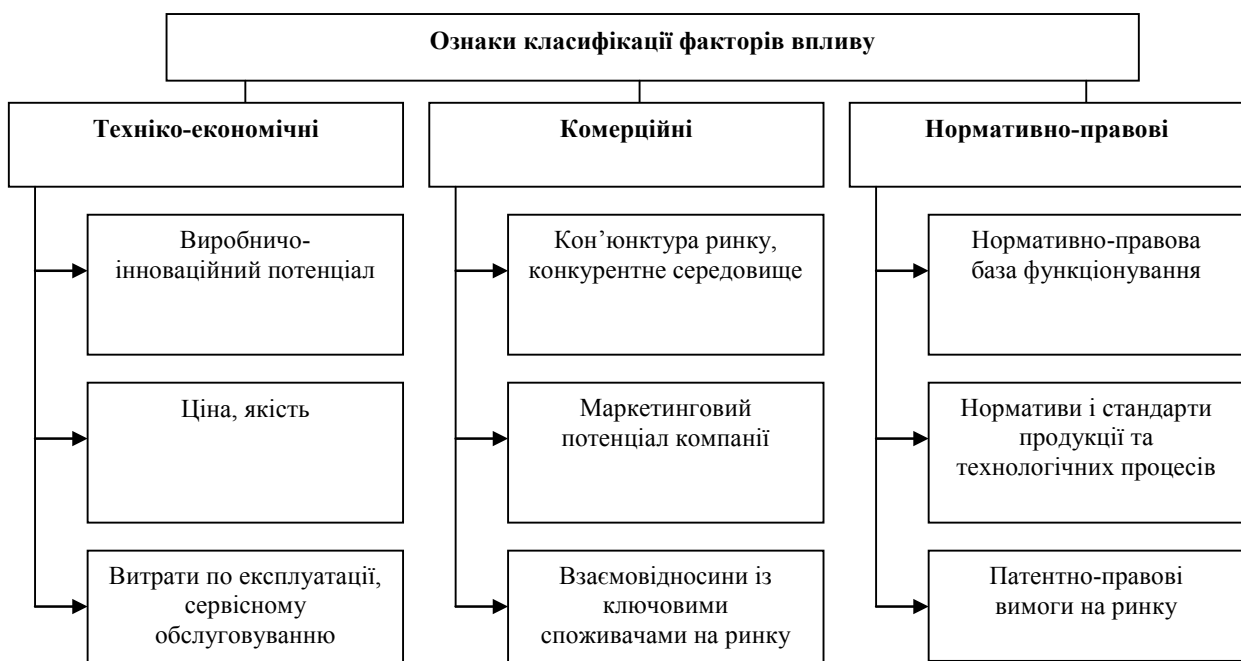 Ознаки класифікації факторів впливу
Техніко-економічні
Комерційні
Нормативно-правові
Виробничо-
інноваційний потенціал
Кон’юнктура ринку,
конкурентне середовище
Нормативно-правова
база функціонування
Ціна, якість
Маркетинговий
потенціал компанії
Нормативи і стандарти
продукції та
технологічних процесів
Витрати по експлуатації,
сервісному
обслуговуванню
Взаємовідносини із
ключовими
споживачами на ринку
Патентно-правові
вимоги на ринку